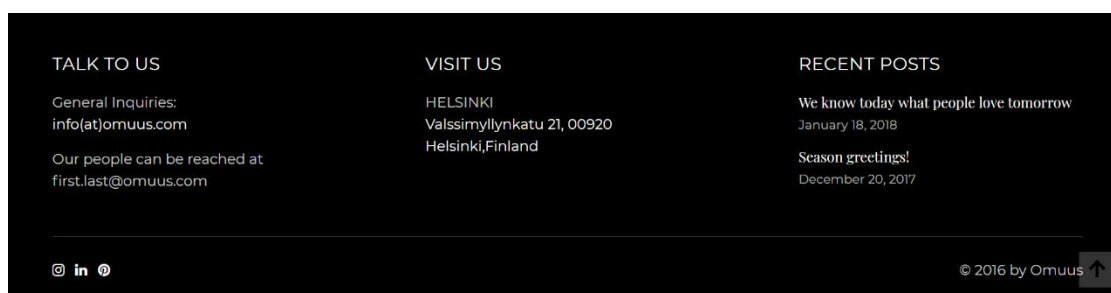 TALK TO US
General Inquiries:
info(at)omuus.com
Our people can be reached at
first.last@omuus.com
VISIT US
HELSINKI
Valssimyllynkatu 21, 00920
Helsinki,Finland
RECENT POSTS
We know today what people love tomorrow
January 18, 2018
Season greetings!
December 20, 2017
in
© 2016 by Omuus